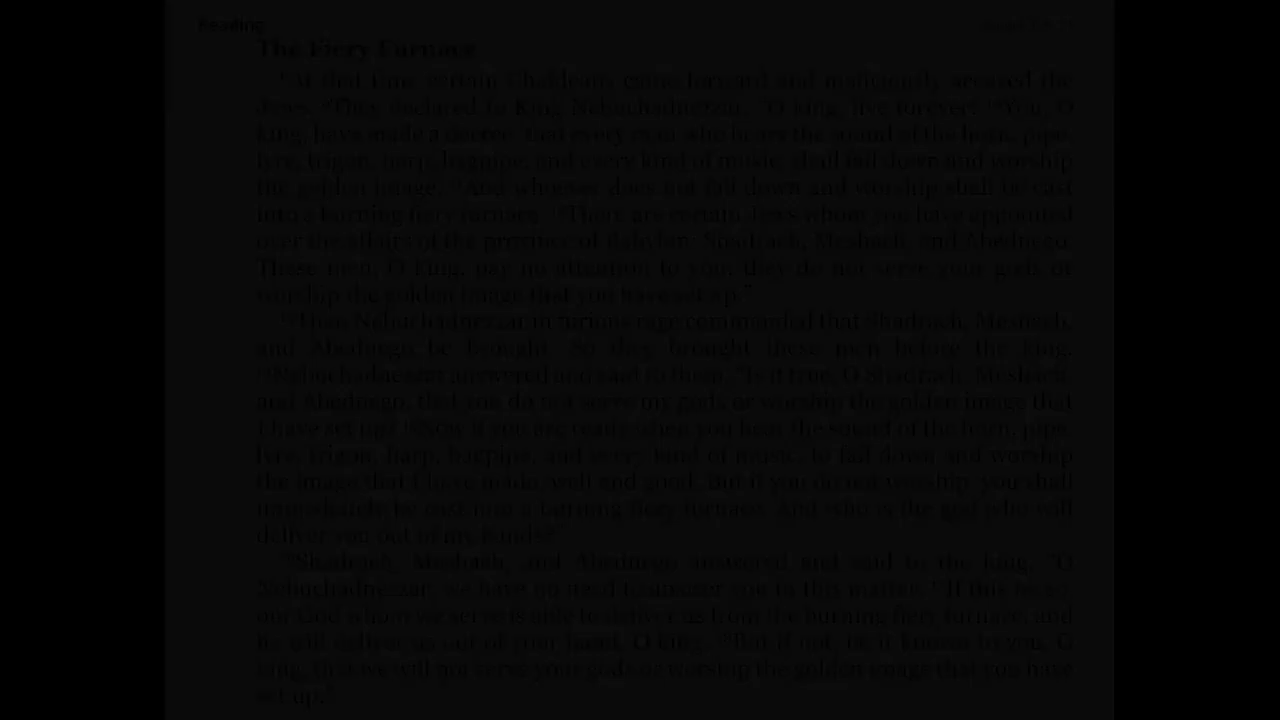 Reading
The Fiery Furnace
At that time certain Chaldeans came forward and maliciously accused the
Jews. They declared to King Nebuchadnezzar, "O king, live forever! You, O
king, have made a decree, that every man who hears the sound of the horn, pipe,
lyre, trigon, harp, bagpipe, and every kind of music, shall fall down and worship
the golden image. And whoever does not fall down and worship shall be cast
into a burning fiery furnace. There are certain Jews whom you have appointed
over the affairs of the province of Babylon: Shadrach, Meshach, and Abednego.
These men, O king, pay no attention to you; they do not serve your gods or
worship the golden image that you have set up."
Then Nebuchadnezzar in furious rage commanded that Shadrach, Meshach,
and Abednego be brought. So they brought these men before the king.
Nebuchadnezzar answered and said to them, "Is it true, O Shadrach, Meshach,
and Abednego, that you do not serve my gods or worship the golden image that
I have set up? Now if you are ready when you hear the sound of the horn, pipe,
lyre, trigon, harp, bagpipe, and every kind of music, to fall down and worship
the image that I have made, well and good. But if you do not worship, you shall
immediately be cast into a burning fiery furnace. And who is the god who will
deliver you out of my hands?"
Shadrach, Meshach, and Abednego answered and said to the king, "O
Nebuchadnezzar, we have no need to answer you in this matter. If this be so,
our God whom we serve is able to deliver us from the burning fiery furnace, and
he will deliver us out of your hand, O king. But if not, be it known to you, O
king, that we will not serve your gods or worship the golden image that you have
set up."